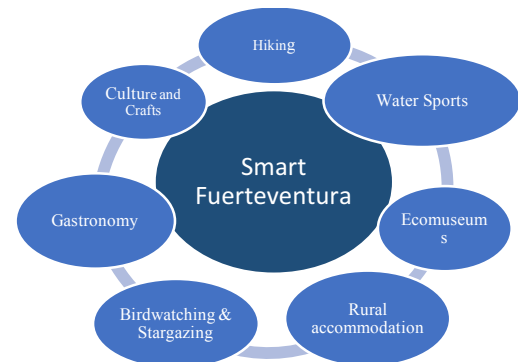 Hiking
Water Sports
Ecomuseum
s
Rural
accommodation
Birdwatching &
Stargazing
Gastronomy
Culture and
Crafts
Smart
Fuerteventura